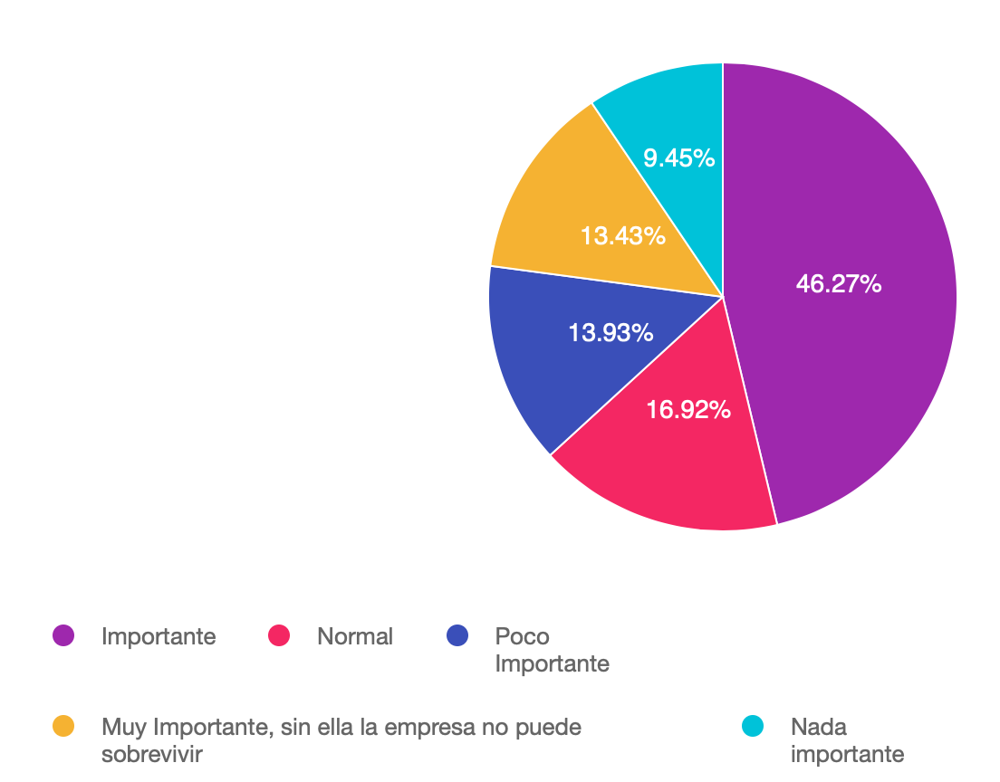 9.45%
13.43%
46.27%
13.93%
16.92%
Importante
Normal
Poco
Importante
Muy Importante, sin ella la empresa no puede
sobrevivir
Nada
importante